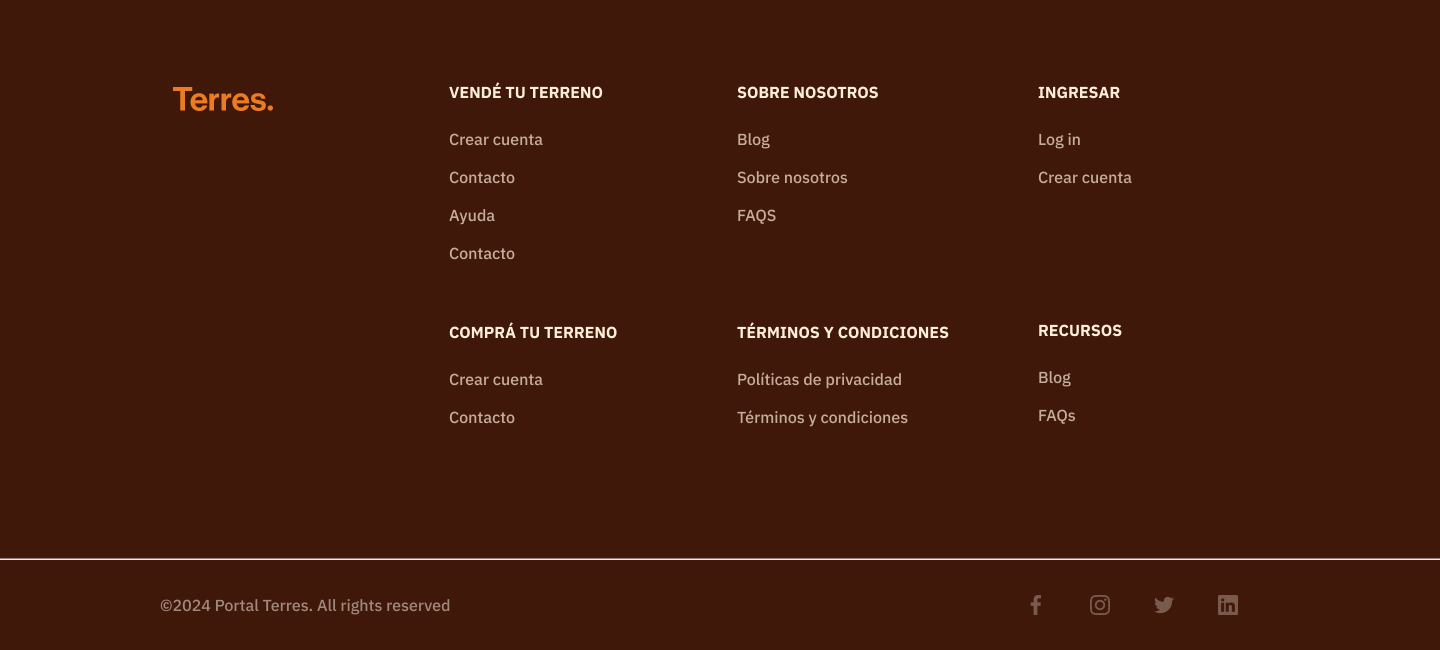 Terres.
VENDÉ TU TERRENO
Crear cuenta
Contacto
Ayuda
Contacto
SOBRE NOSOTROS
Blog
Sobre nosotros
FAQS
INGRESAR
Log in
Crear cuenta
COMPRÁ TU TERRENO
Crear cuenta
Contacto
TÉRMINOS Y CONDICIONES
Políticas de privacidad
Términos y condiciones
RECURSOS
Blog
FAQs
©2024 Portal Terres. All rights reserved